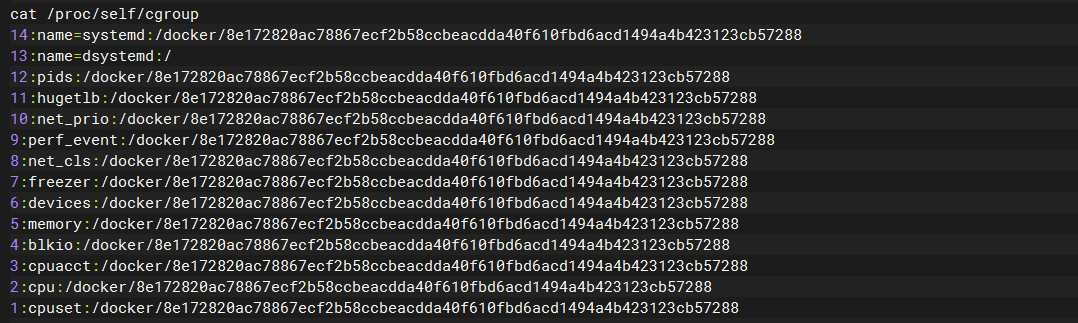 cat /proc/self/cgroup
14:name=systemd:/docker/8e172820ac78867ecf2b58ccbeacdda40f610fbd6acd1494a4b423123cb57288
13:name=dsystemd:/
12:pids:/docker/8e172820ac78867ecf2b58ccbeacdda40f610fbd6acd1494a4b423123cb57288
11:hugetlb:/docker/8e172820ac78867ecf2b58ccbeacdda40f610fbd6acd1494a4b423123cb57288
10:net_prio:/docker/8e172820ac78867ecf2b58ccbeacdda40f610fbd6acd1494a4b423123cb57288
9:perf_event:/docker/8e172820ac78867ecf2b58ccbeacdda40f610fbd6acd1494a4b423123cb57288
8:net_cls:/docker/8e172820ac78867ecf2b58ccbeacdda40f610fbd6acd1494a4b423123cb57288
7:freezer:/docker/8e172820ac78867ecf2b58ccbeacdda40f610fbd6acd1494a4b423123cb57288
6:devices:/docker/8e172820ac78867ecf2b58ccbeacdda40f610fbd6acd1494a4b423123cb57288
5:memory:/docker/8e172820ac78867ecf2b58ccbeacdda40f610fbd6acd1494a4b423123cb57288
4:blkio:/docker/8e172820ac78867ecf2b58ccbeacdda40f610fbd6acd1494a4b423123cb57288
3:cpuacct:/docker/8e172820ac78867ecf2b58ccbeacdda40f610fbd6acd1494a4b423123cb57288
2:cpu:/docker/8e172820ac78867ecf2b58ccbeacdda40f610fbd6acd1494a4b423123cb57288
1:cpuset:/docker/8e172820ac78867ecf2b58ccbeacdda40f610fbd6acd1494a4b423123cb57288